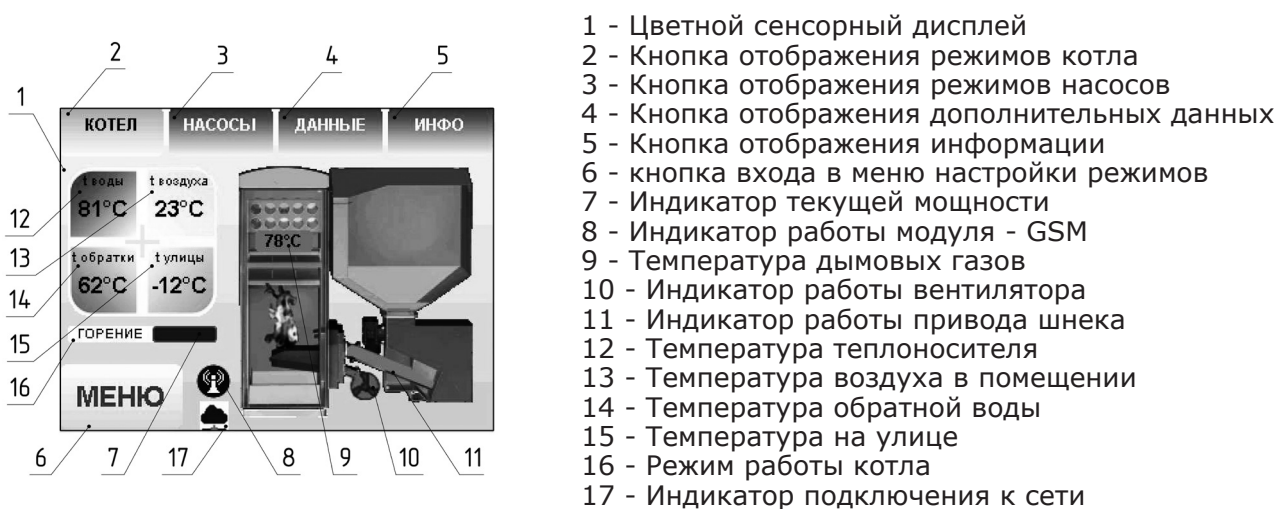 2
3
4
5
1
КОТЕЛ НАСОСЫ ДАННЫЕ ИНФО
t воды t воздуха
81°C 23°C
12
78°C
13
t обратки t улицы
62°C -12°C
14
15
ГОРЕНИЕ
16
МЕНЮ
6 7 17 8 9 10 11
1 - Цветной сенсорный дисплей
2 - Кнопка отображения режимов котла
3 - Кнопка отображения режимов насосов
4 - Кнопка отображения дополнительных данных
5 - Кнопка отображения информации
6 - кнопка входа в меню настройки режимов
7 - Индикатор текущей мощности
8 - Индикатор работы модуля - GSM
9 - Температура дымовых газов
10 - Индикатор работы вентилятора
11 - Индикатор работы привода шнека
12 - Температура теплоносителя
13 - Температура воздуха в помещении
14 - Температура обратной воды
15 - Температура на улице
16 - Режим работы котла
17 - Индикатор подключения к сети